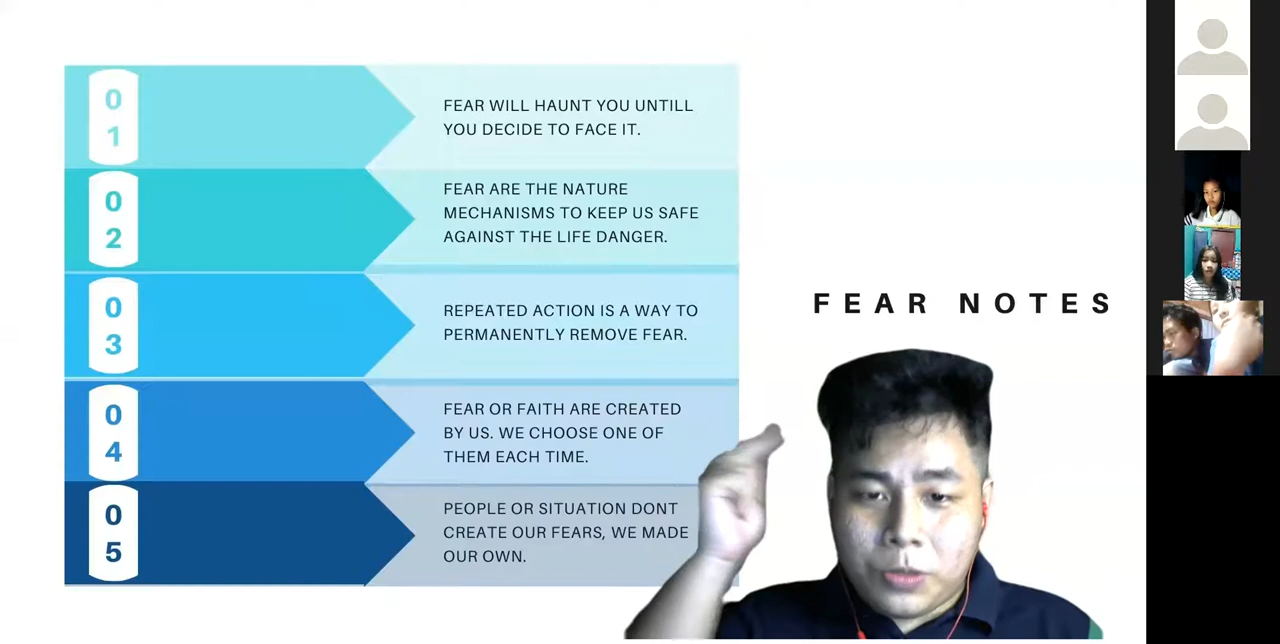 0
1
FEAR WILL HAUNT YOU UNTILL
YOU DECIDE TO FACE IT.
0
2
FEAR ARE THE NATURE
MECHANISMS TO KEEP US SAFE
AGAINST THE LIFE DANGER.
0
3
REPEATED ACTION IS A WAY TO
PERMANENTLY REMOVE FEAR.
0
4
FEAR OR FAITH ARE CREATED
BY US. WE CHOOSE ONE OF
THEM EACH TIME.
0
5
PEOPLE OR SITUATION DONT
CREATE OUR FEARS, WE MADE
OUR OWN.
FEAR NOTES